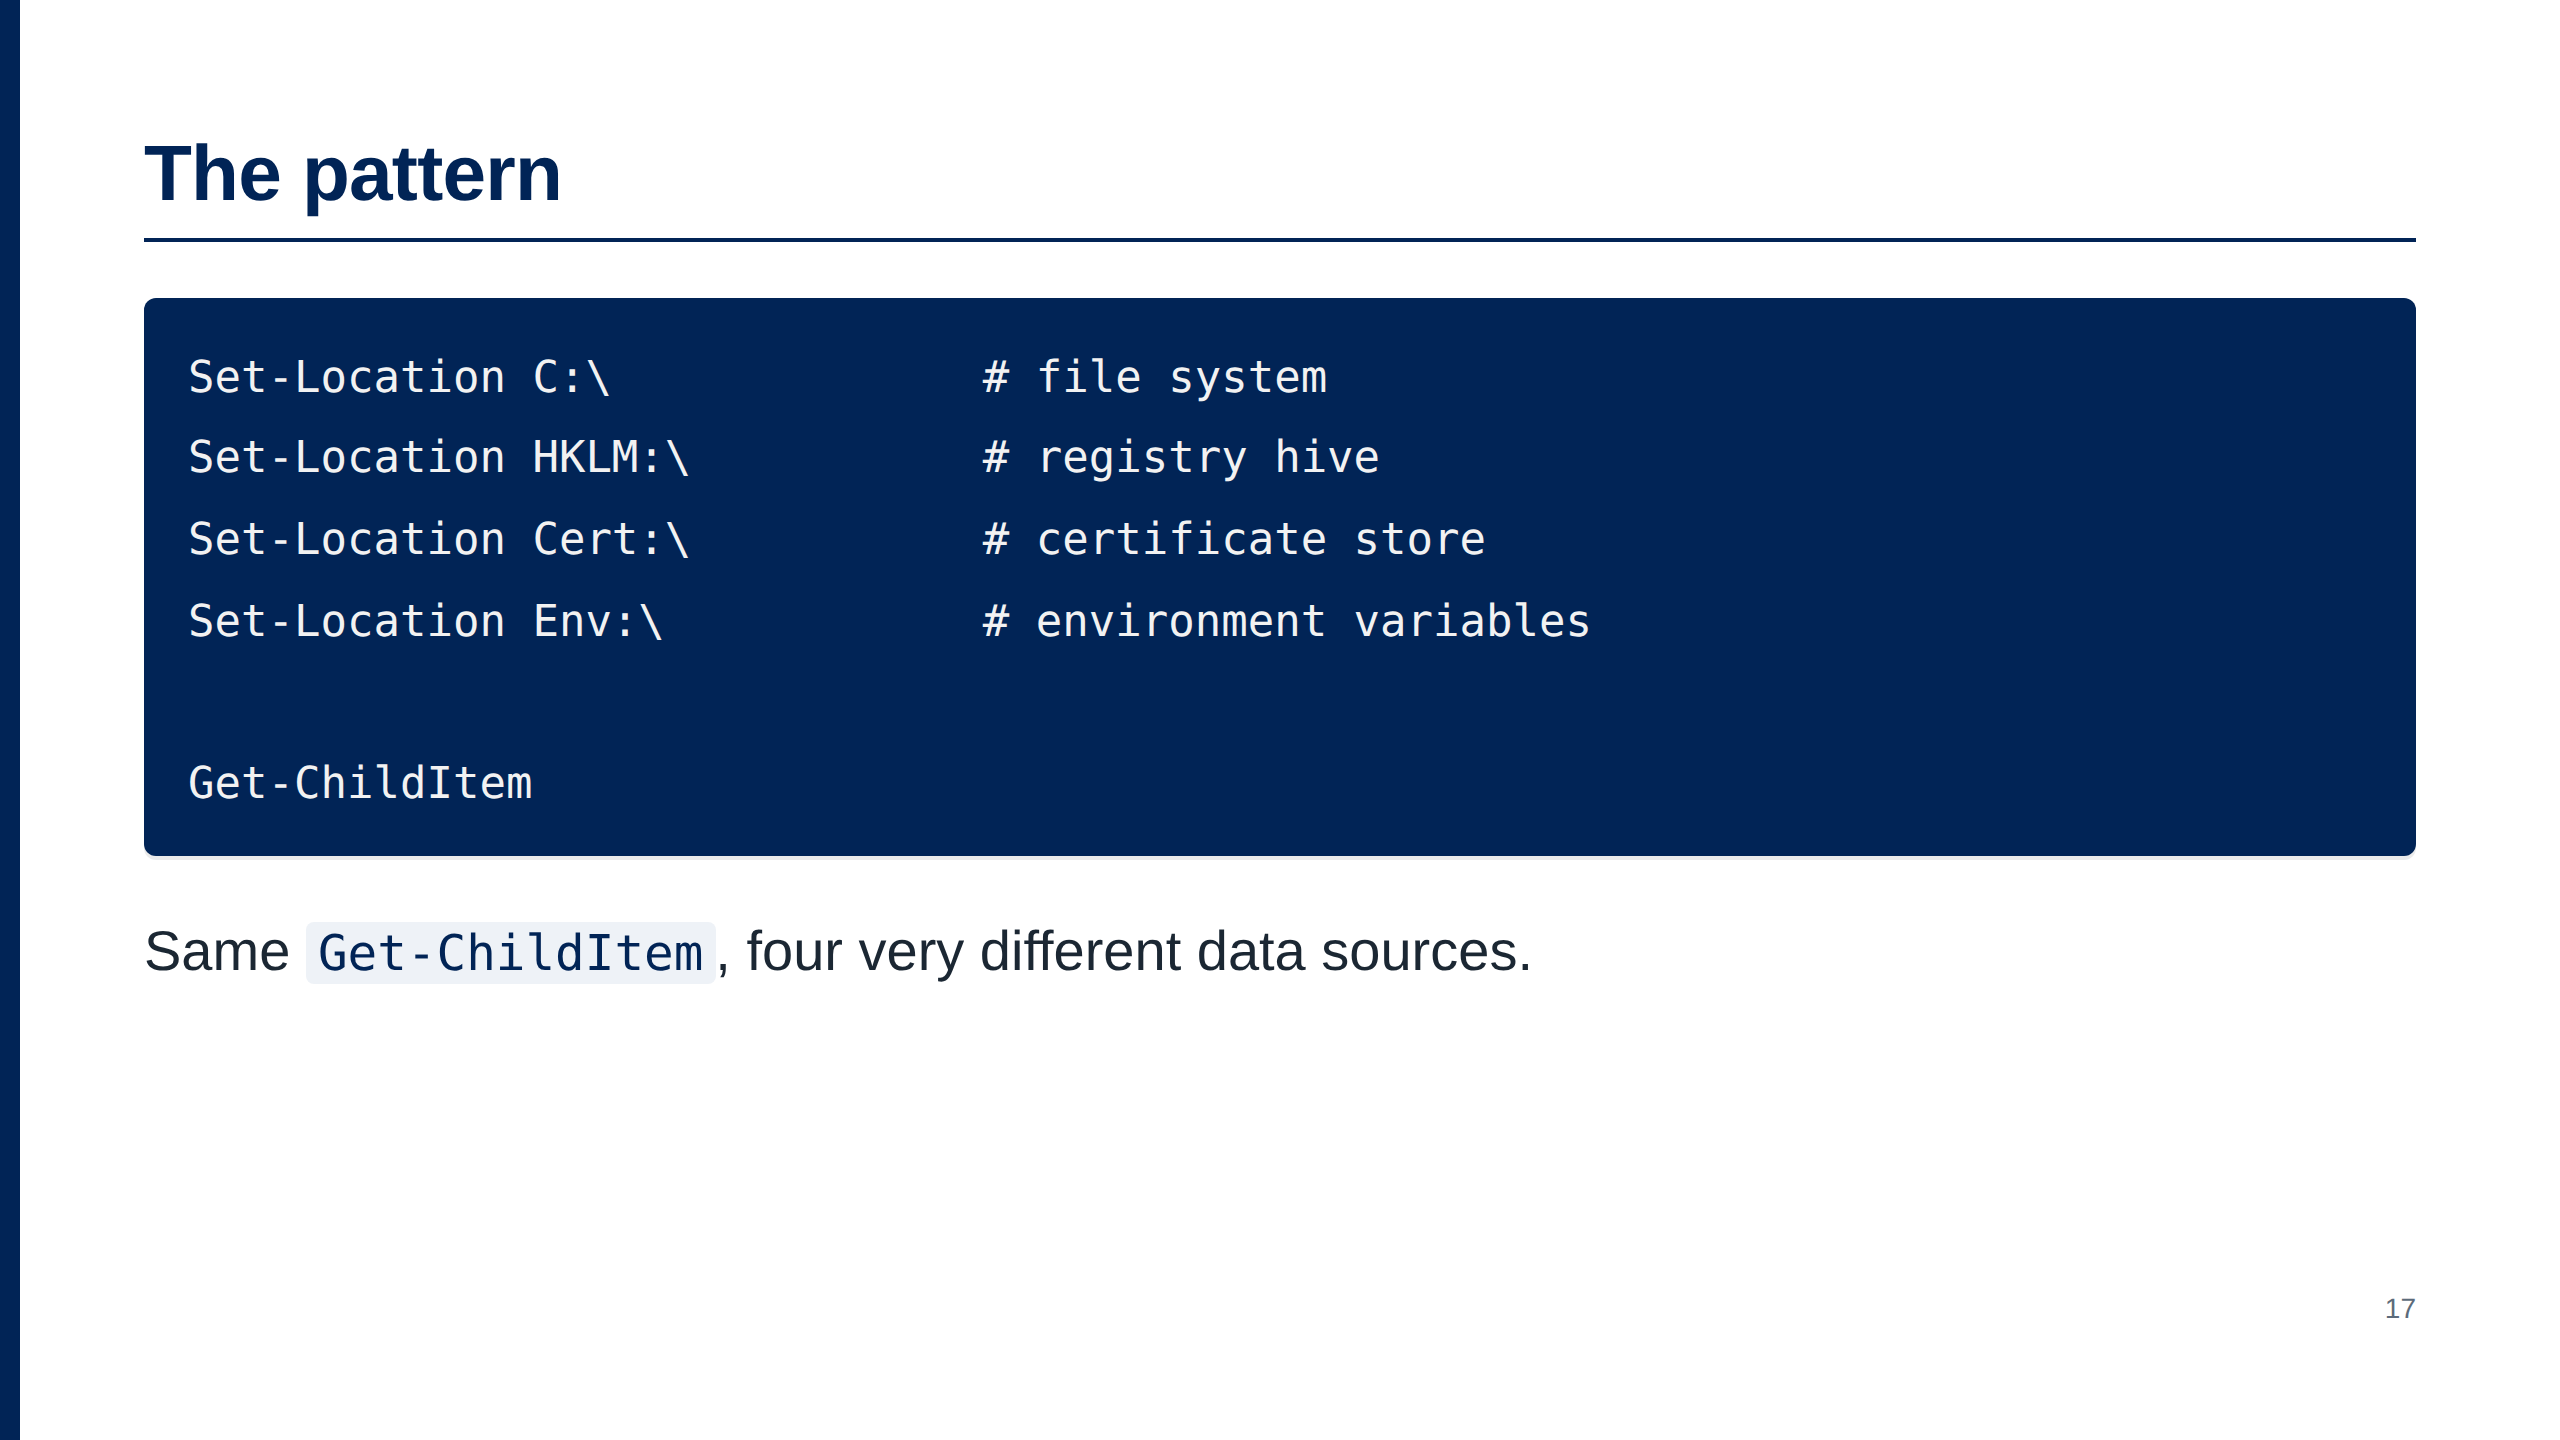 The pattern
Set-Location C:\               # file system
Set-Location HKLM:\            # registry hive
Set-Location Cert:\            # certificate store
Set-Location Env:\             # environment variables
Get-ChildItem
Same Get-ChildItem, four very different data sources.
17